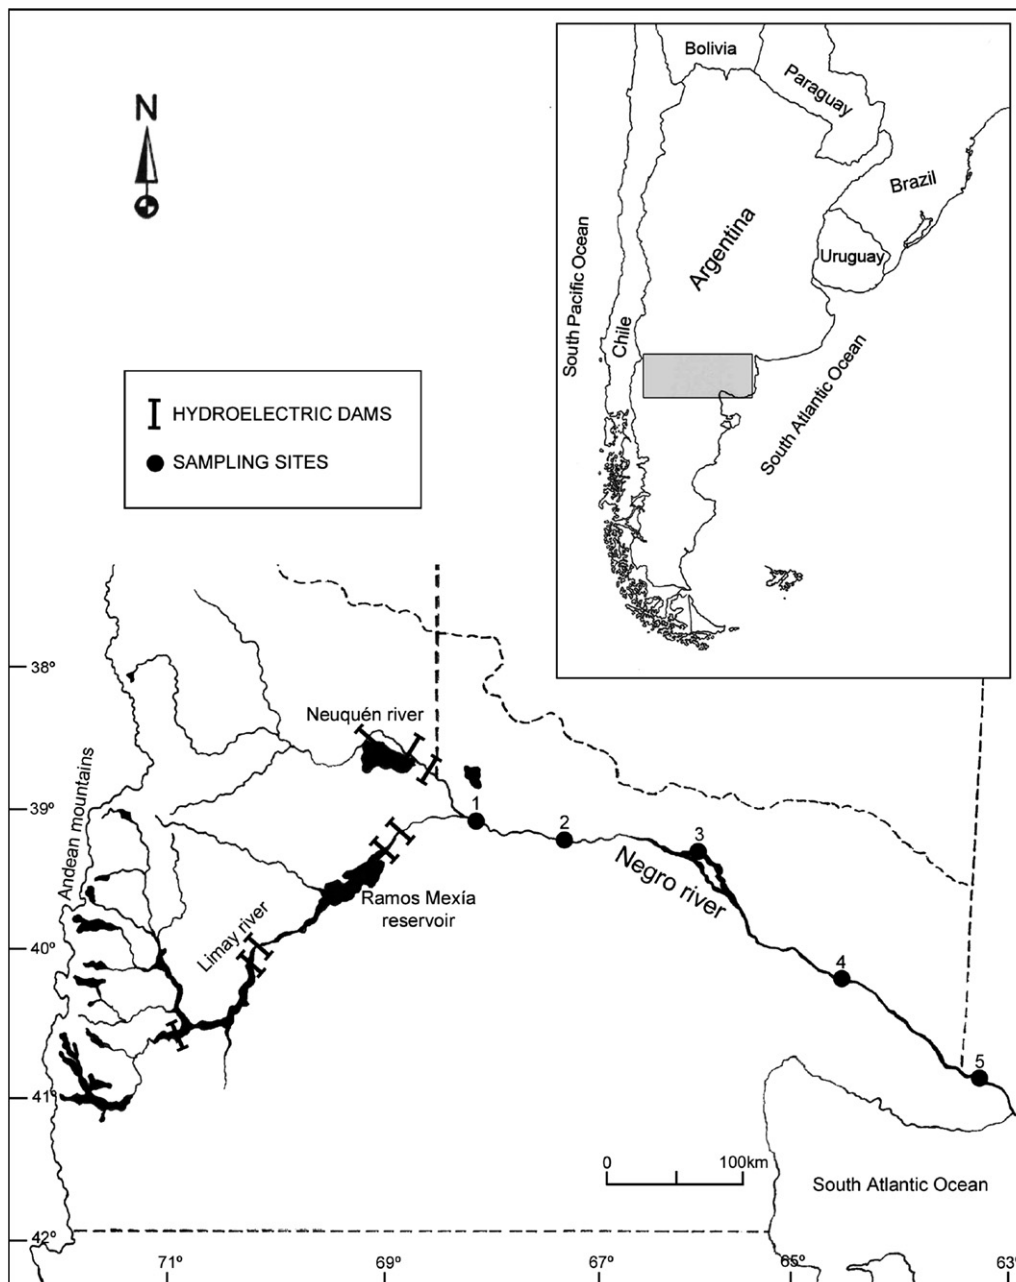 N
HYDROELECTRIC DAMS
SAMPLING SITES
Bolivia
Paraguay
Brazil
Argentina
Uruguay
Chile
South Pacific Ocean
South Atlantic Ocean
38º
39º
40º
41º
42º
Andean mountains
Neuquén river
Limay river
Ramos Mexía
reservoir
Negro river
1
2
3
4
5
0
100km
South Atlantic Ocean
71º
69º
67º
65º
63º